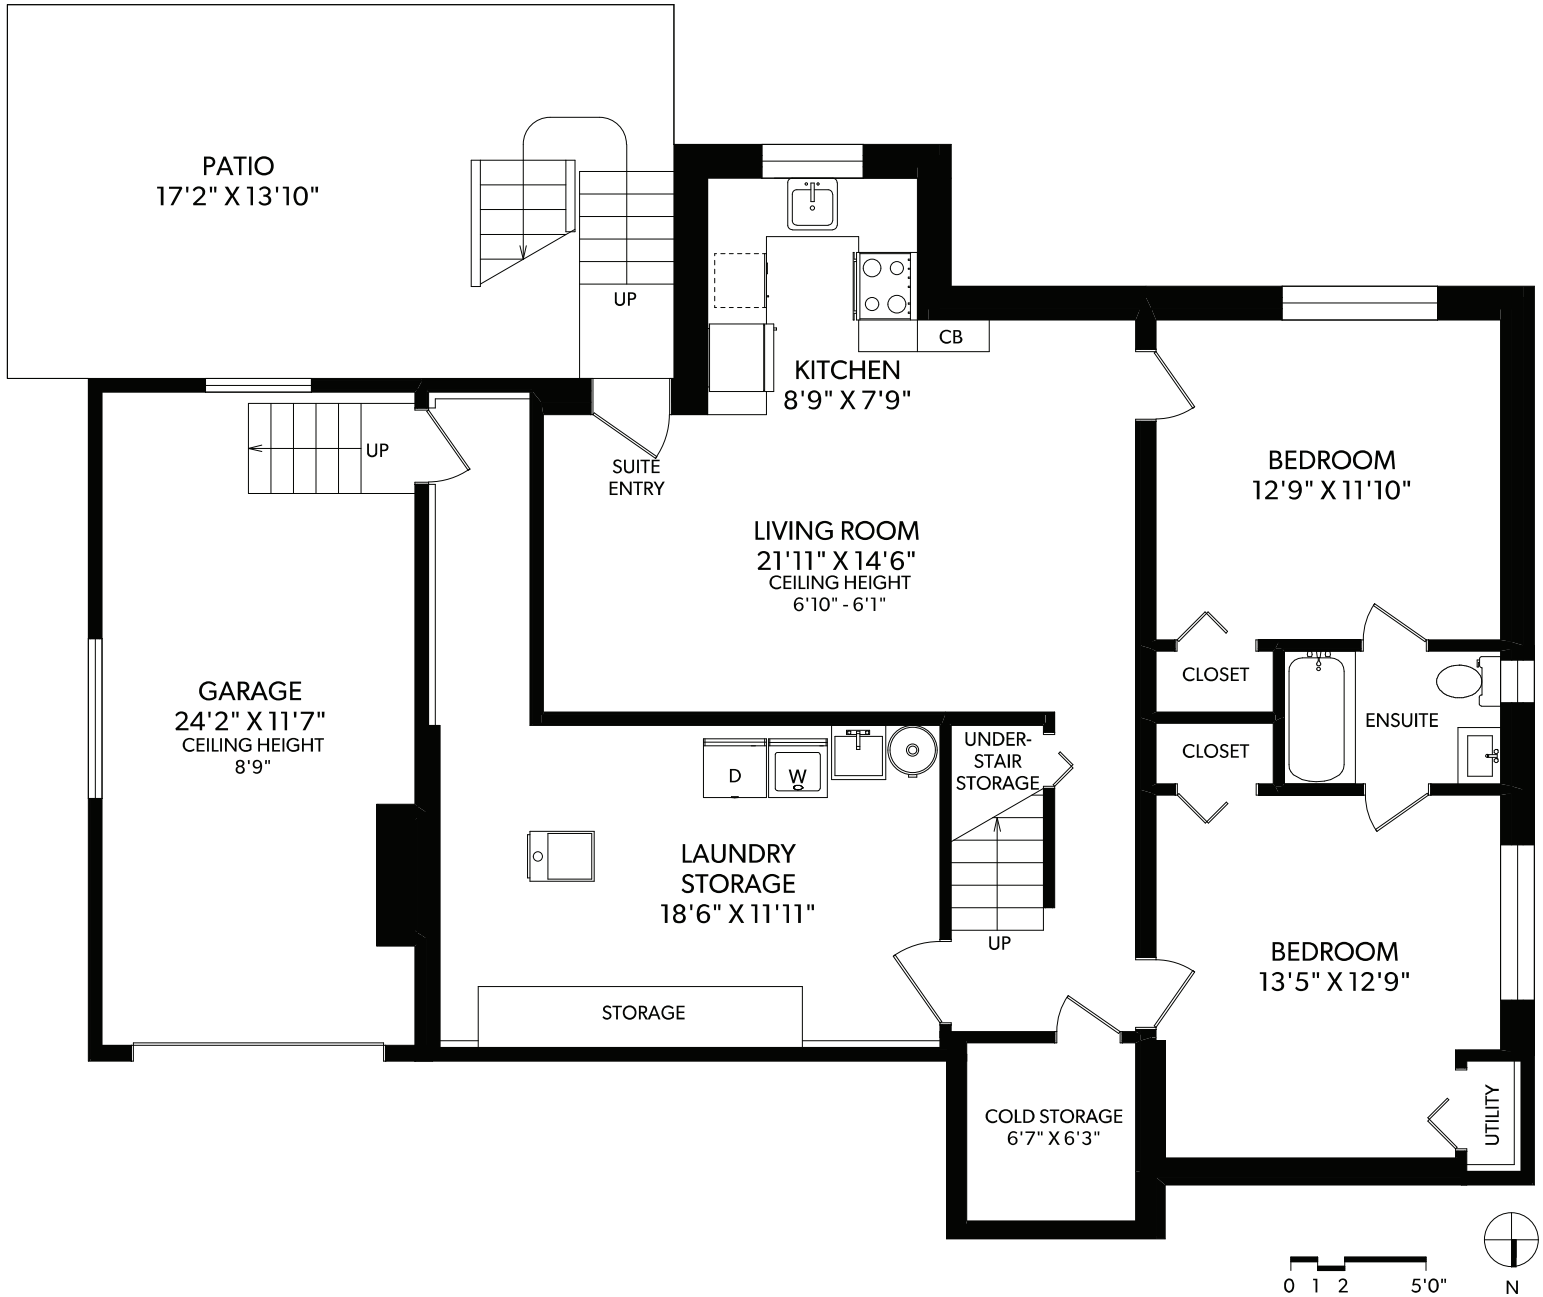 PATIO
17'2" X 13'10"
UP
CB
KITCHEN
8'9" X 7'9"
UP
SUITE
ENTRY
BEDROOM
12'9" X 11'10"
LIVING ROOM
21'11" X 14'6"
CEILING HEIGHT
6'10" - 6'1"
GARAGE
24'2" X 11'7"
CEILING HEIGHT
8'9"
CLOSET
ENSUITE
CLOSET
UNDER-
STAIR
STORAGE
D
W
LAUNDRY
STORAGE
18'6" X 11'11"
UP
BEDROOM
13'5" X 12'9"
STORAGE
COLD STORAGE
6'7" X 6'3"
UTILITY
0 1 2 5'0"
N